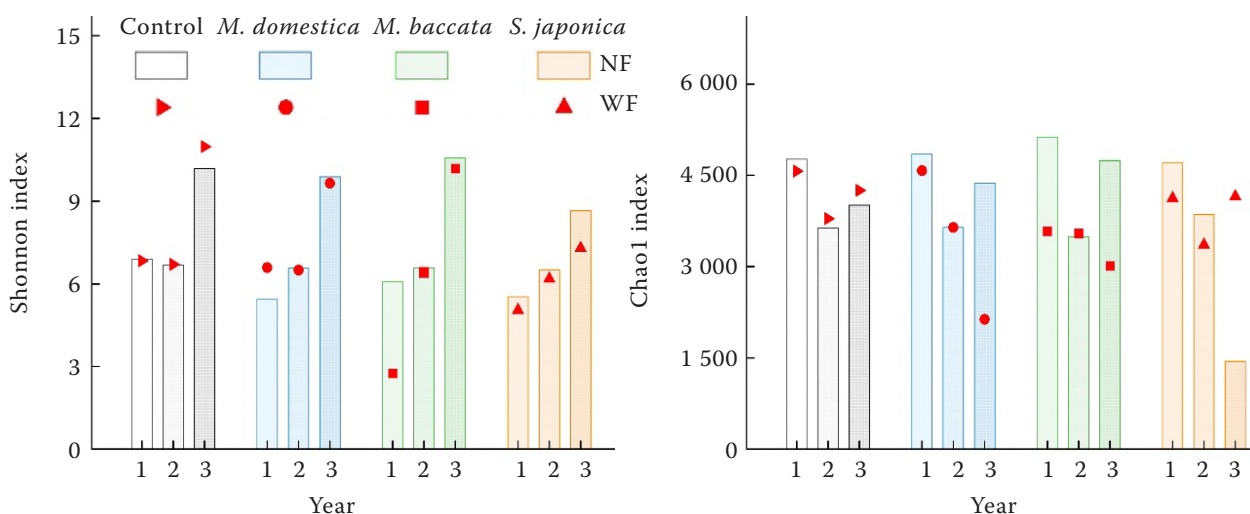 Control M. domestica M. baccata S. japonica
NF
WF
Shonnon index
15
12
9
6
3
0
1 2 3 1 2 3 1 2 3 1 2 3
Year
Chao1 index
6 000
4 500
3 000
1 500
0
1 2 3 1 2 3 1 2 3 1 2 3
Year